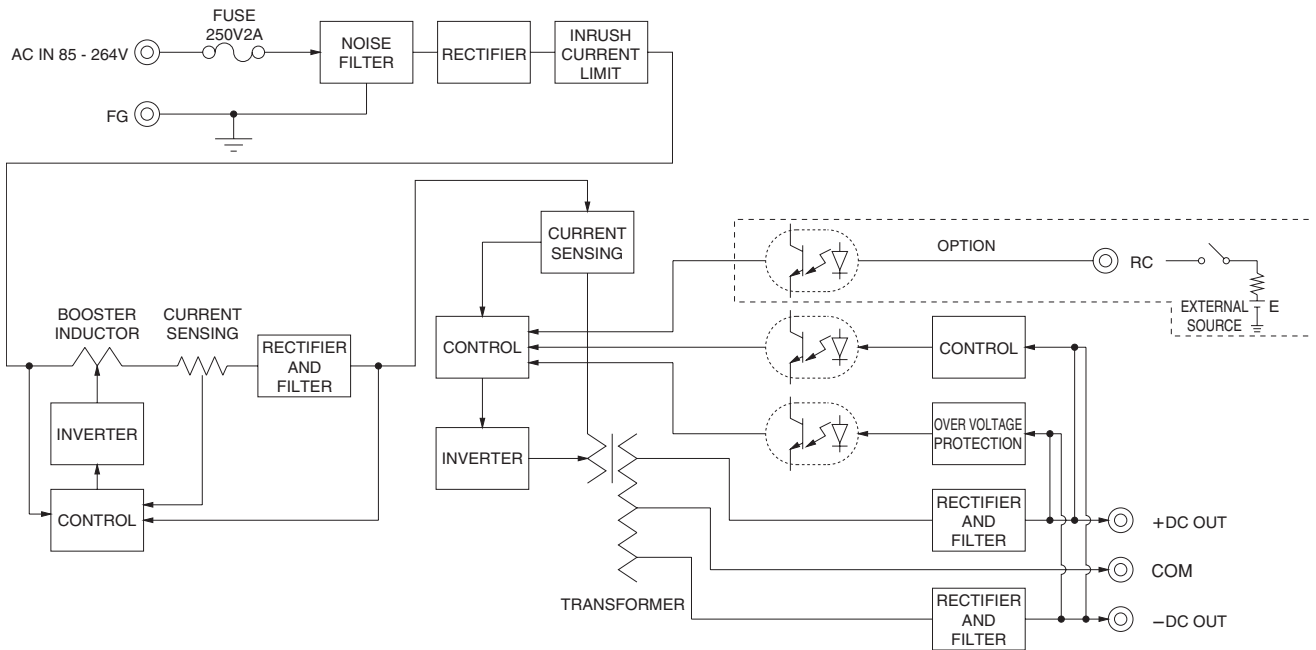 FUSE
250V2A
AC IN 85 - 264V
NOISE
FILTER
RECTIFIER
INRUSH
CURRENT
LIMIT
FG
CURRENT
SENSING
OPTION
RC
EXTERNAL
SOURCE
E
BOOSTER
INDUCTOR
CURRENT
SENSING
RECTIFIER
AND
FILTER
CONTROL
CONTROL
INVERTER
INVERTER
OVER VOLTAGE
PROTECTION
CONTROL
RECTIFIER
AND
FILTER
+DC OUT
COM
TRANSFORMER
RECTIFIER
AND
FILTER
−DC OUT